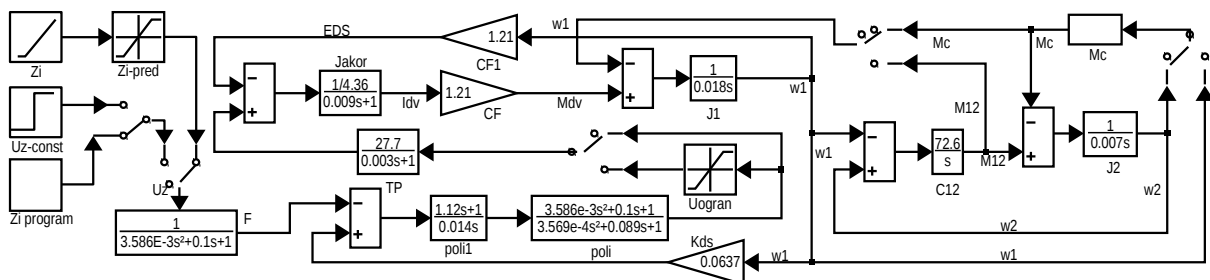 Zi
Zi-pred
Uz-const
Zi program
Uz
1
3.586E-3s²+0.1s+1
F
EDS
Jakor
1/4.36
0.009s+1
Idv
1.21
CF1
1.21
CF
Mdv
w1
27.7
0.003s+1
TP
1.12s+1
0.014s
poli1
3.586e-3s²+0.1s+1
3.569e-4s²+0.089s+1
poli
Uogran
Kds
0.0637
w1
1
0.018s
J1
w1
w1
72.6
s
C12
M12
M12
Mc
Mc
Mc
1
0.007s
J2
w2
w2
w1